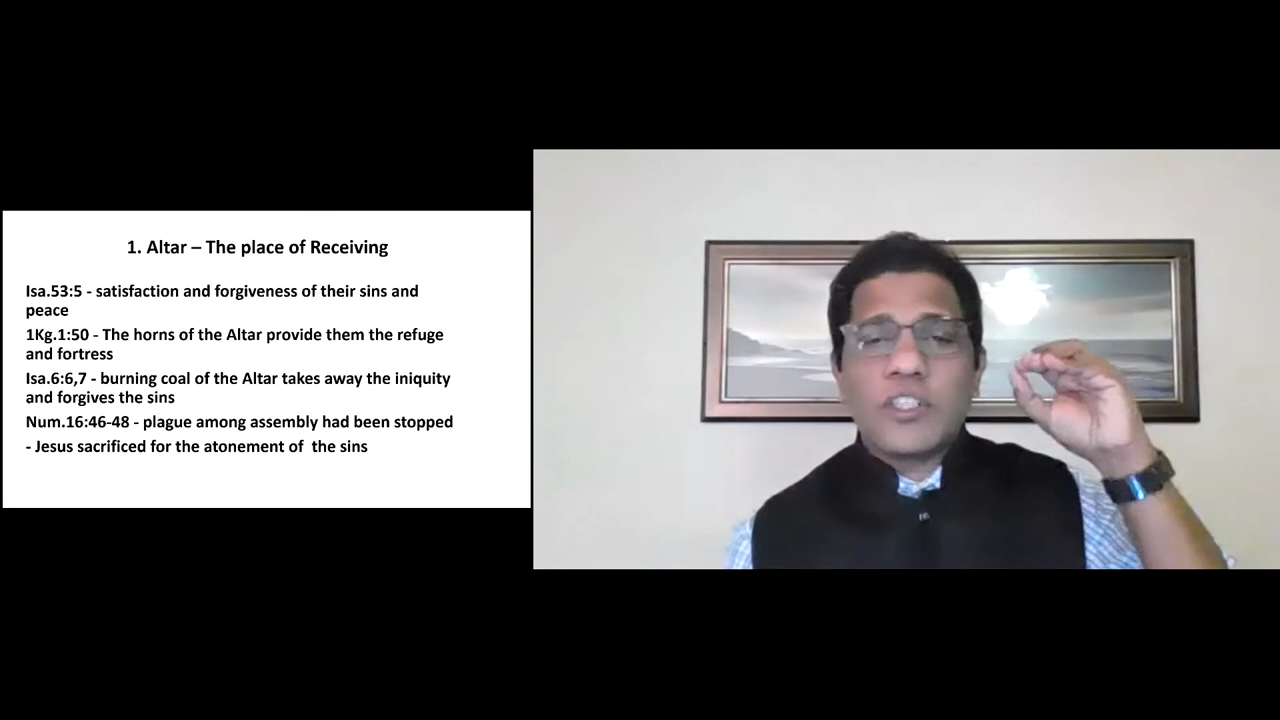 1. Altar – The place of Receiving
Isa.53:5 - satisfaction and forgiveness of their sins and
peace
1Kg.1:50 - The horns of the Altar provide them the refuge
and fortress
Isa.6:6,7 - burning coal of the Altar takes away the iniquity
and forgives the sins
Num.16:46-48 - plague among assembly had been stopped
- Jesus sacrificed for the atonement of  the sins